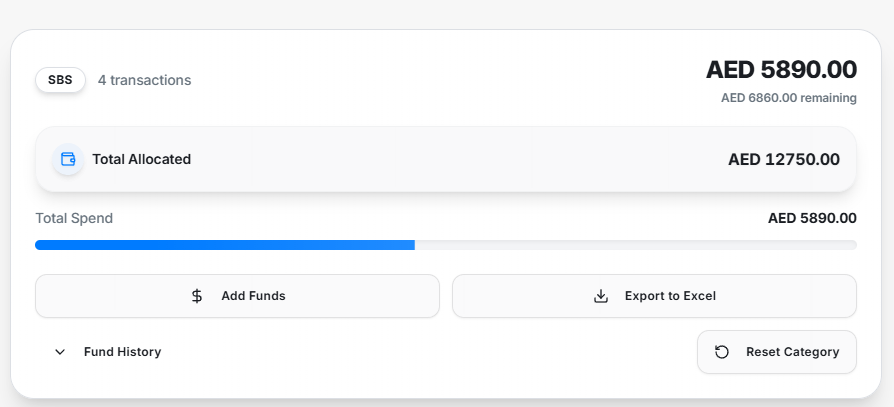 SBS 4 transactions AED 5890.00
AED 6860.00 remaining
Total Allocated AED 12750.00
Total Spend AED 5890.00
Add Funds Export to Excel
Fund History Reset Category